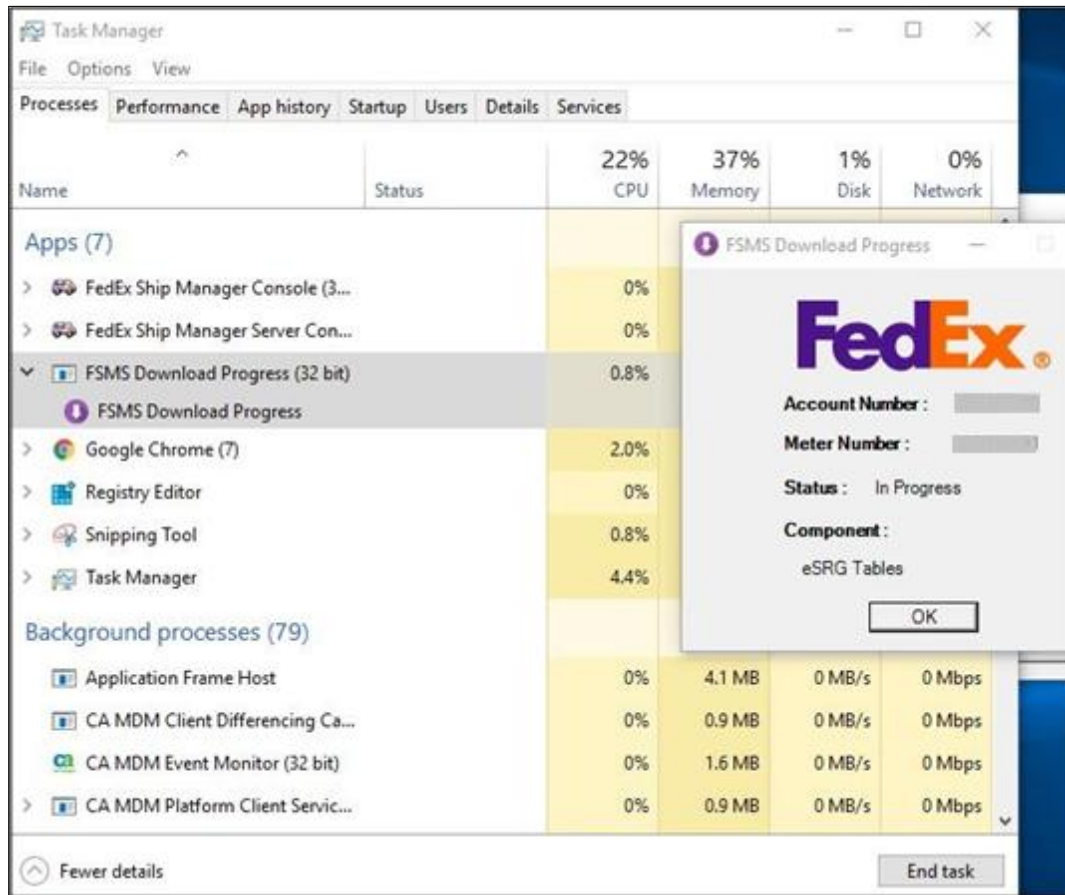 Task Manager
File Options View
Processes Performance App history Startup Users Details Services
22% 37% 1% 0%
Name Status CPU Memory Disk Network
Apps (7)
FedEx Ship Manager Console (3... 0%
FedEx Ship Manager Server Con... 0%
FSMS Download Progress (32 bit) 0.8%
FSMS Download Progress
Google Chrome (7) 2.0%
Registry Editor 0%
Snipping Tool 0.8%
Task Manager 4.4%
FSMS Download Progress
FedEx®
Account Number :
Meter Number :
Status : In Progress
Component :
eSRG Tables
OK
Background processes (79)
Application Frame Host 0% 4.1 MB 0 MB/s 0 Mbps
CA MDM Client Differencing Ca... 0% 0.9 MB 0 MB/s 0 Mbps
ca CA MDM Event Monitor (32 bit) 0% 1.6 MB 0 MB/s 0 Mbps
CA MDM Platform Client Servic... 0% 0.9 MB 0 MB/s 0 Mbps
Fewer details End task